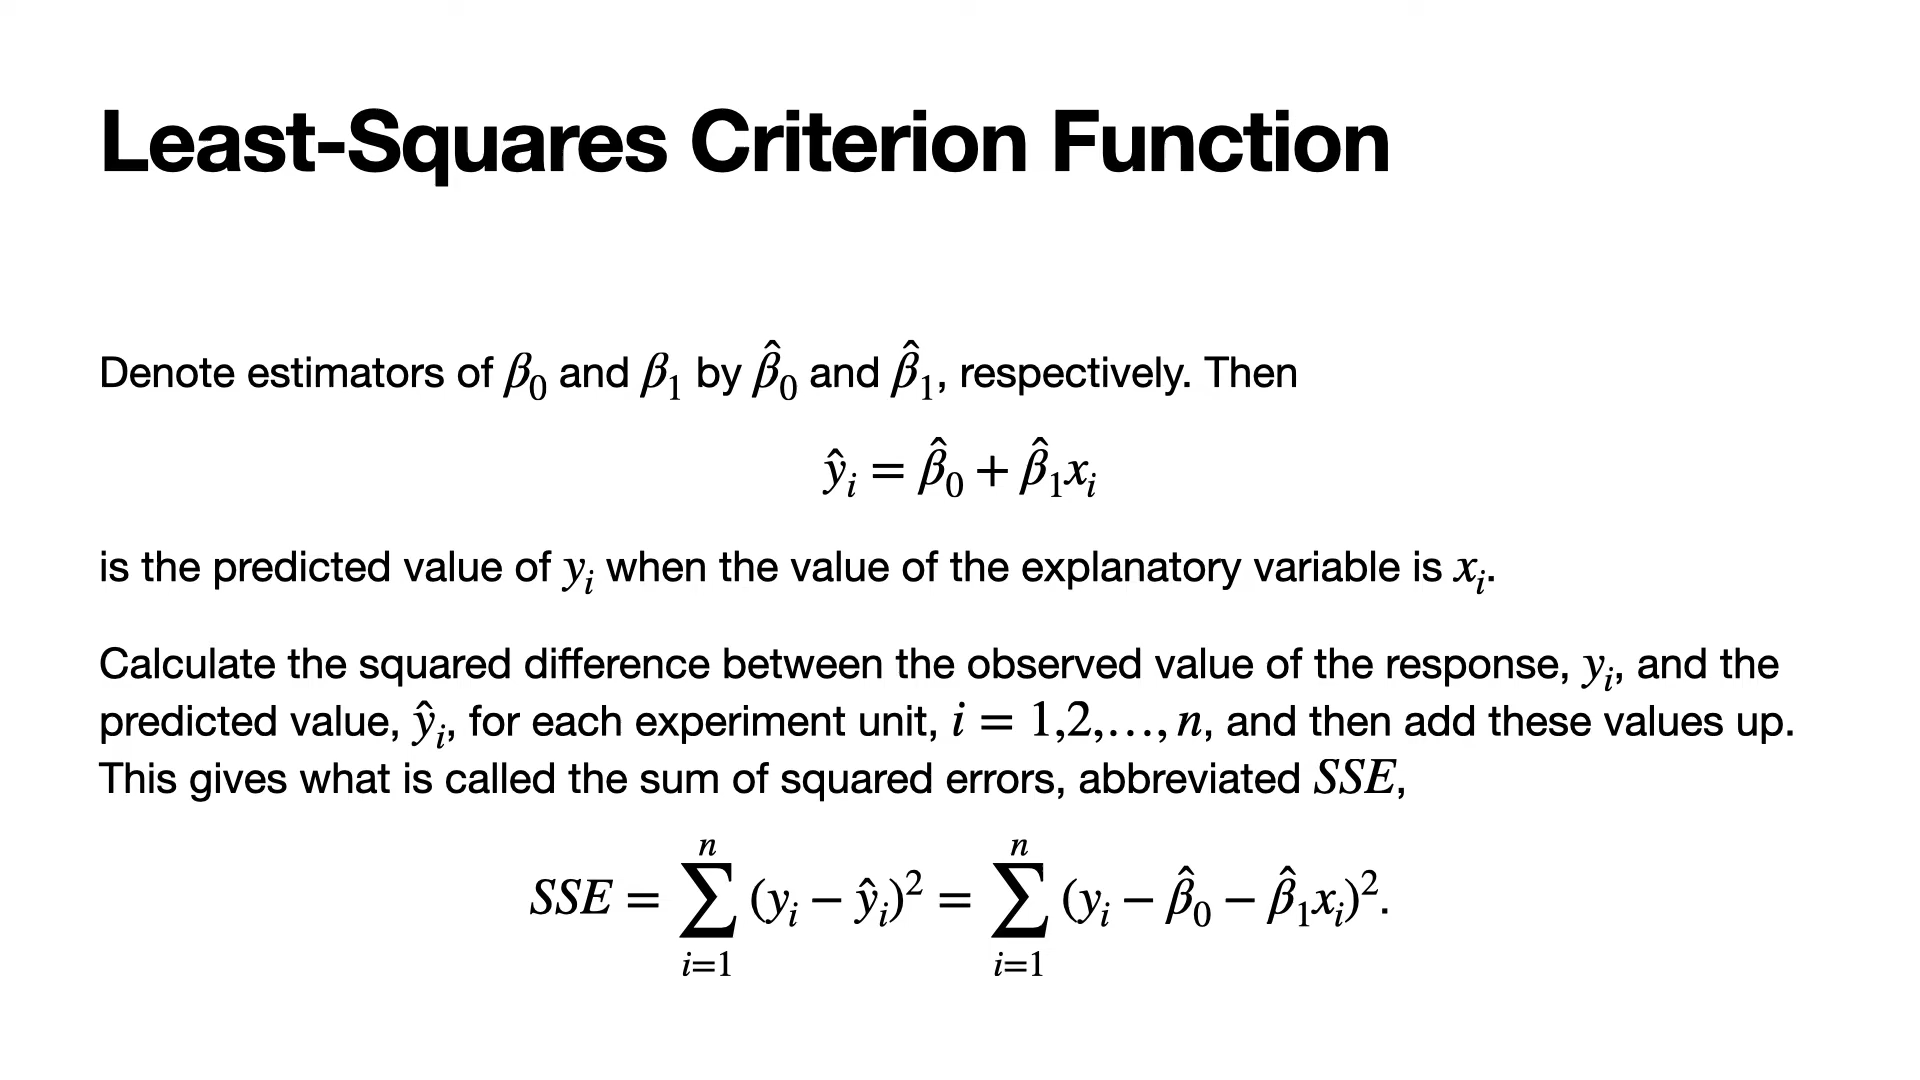 Least-Squares Criterion Function
Denote estimators of β₀ and β₁ by β̂₀ and β̂₁, respectively. Then
ŷᵢ = β̂₀ + β̂₁xᵢ
is the predicted value of yᵢ when the value of the explanatory variable is xᵢ.
Calculate the squared difference between the observed value of the response, yᵢ, and the
predicted value, ŷᵢ, for each experiment unit, i = 1,2,…, n, and then add these values up.
This gives what is called the sum of squared errors, abbreviated SSE,
SSE = ∑ᵢ₌₁ⁿ (yᵢ − ŷᵢ)² = ∑ᵢ₌₁ⁿ (yᵢ − β̂₀ − β̂₁xᵢ)².